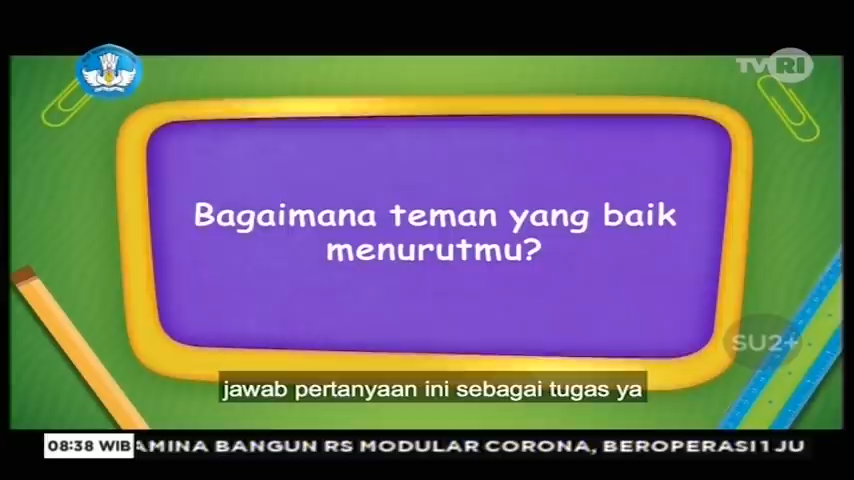 TVRI
Bagaimana teman yang baik
menurutmu?
SU2+
jawab pertanyaan ini sebagai tugas ya
08:38 WIB AMINA BANGUN RS MODULAR CORONA, BEROPERASI 1 JU